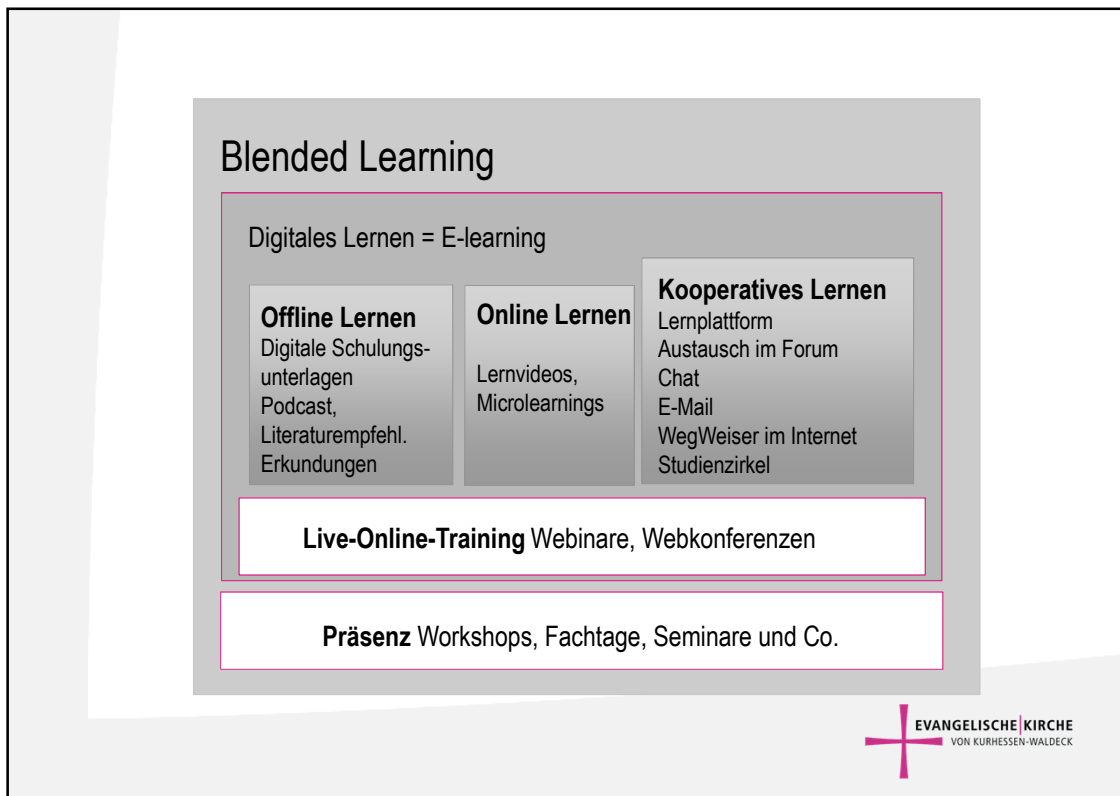 Blended Learning
Digitales Lernen = E-learning
Offline Lernen
Digitale Schulungs-
unterlagen
Podcast,
Literaturempfehl.
Erkundungen
Online Lernen
Lernvideos,
Microlearnings
Kooperatives Lernen
Lernplattform
Austausch im Forum
Chat
E-Mail
WegWeiser im Internet
Studienzirkel
Live-Online-Training Webinare, Webkonferenzen
Präsenz Workshops, Fachtage, Seminare und Co.
EVANGELISCHE KIRCHE
VON KURHESSEN-WALDECK